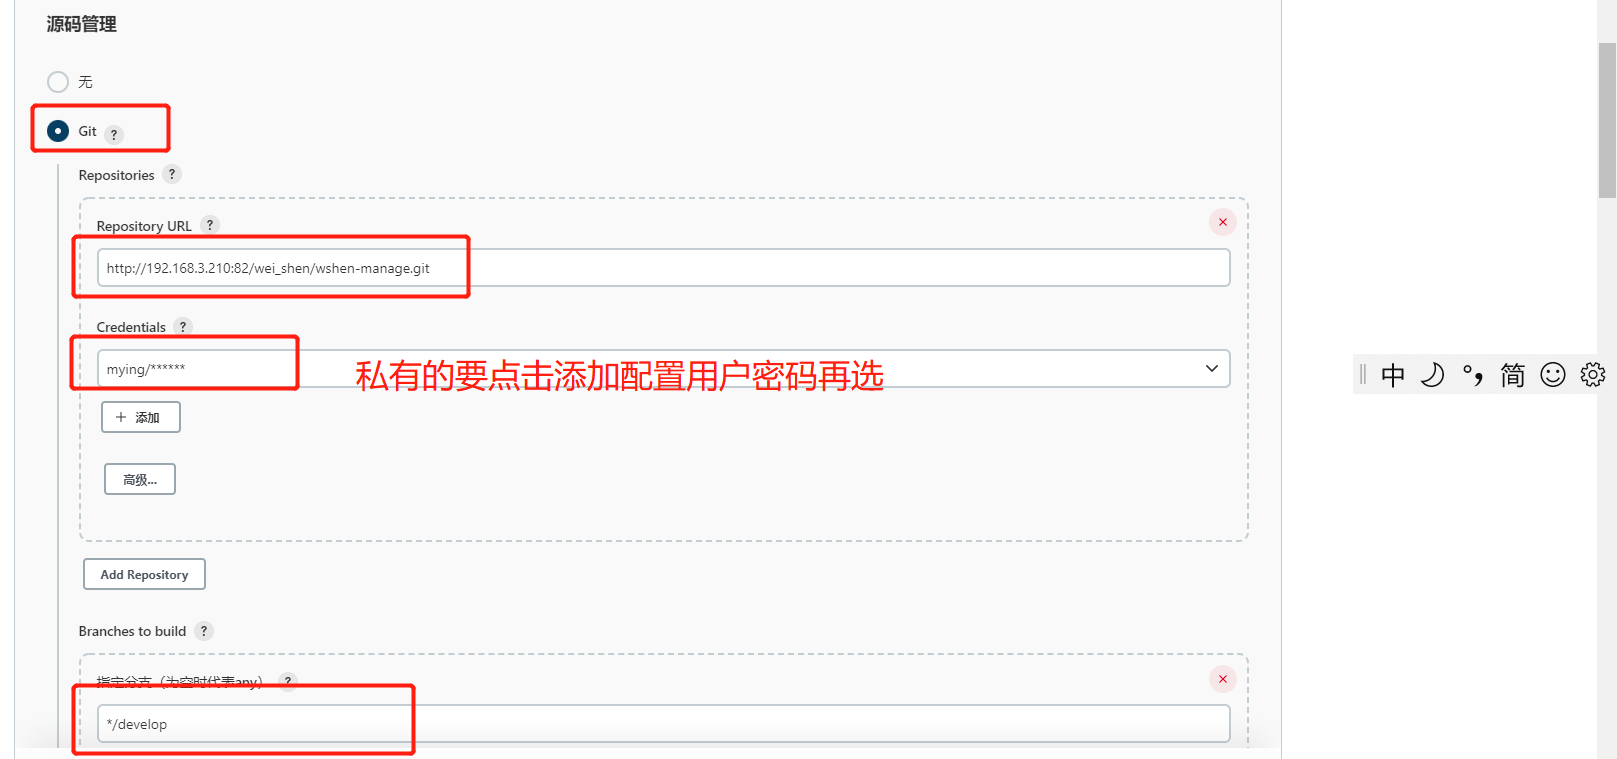 源码管理
无
Git ?
Repositories ?
Repository URL ?
http://192.168.3.210:82/wei_shen/wshen-manage.git
Credentials ?
mying/******
私有的要点击添加配置用户密码再选
+ 添加
高级...
Add Repository
Branches to build ?
指定分支（为空时代表any） ?
*/develop
中 °, 简